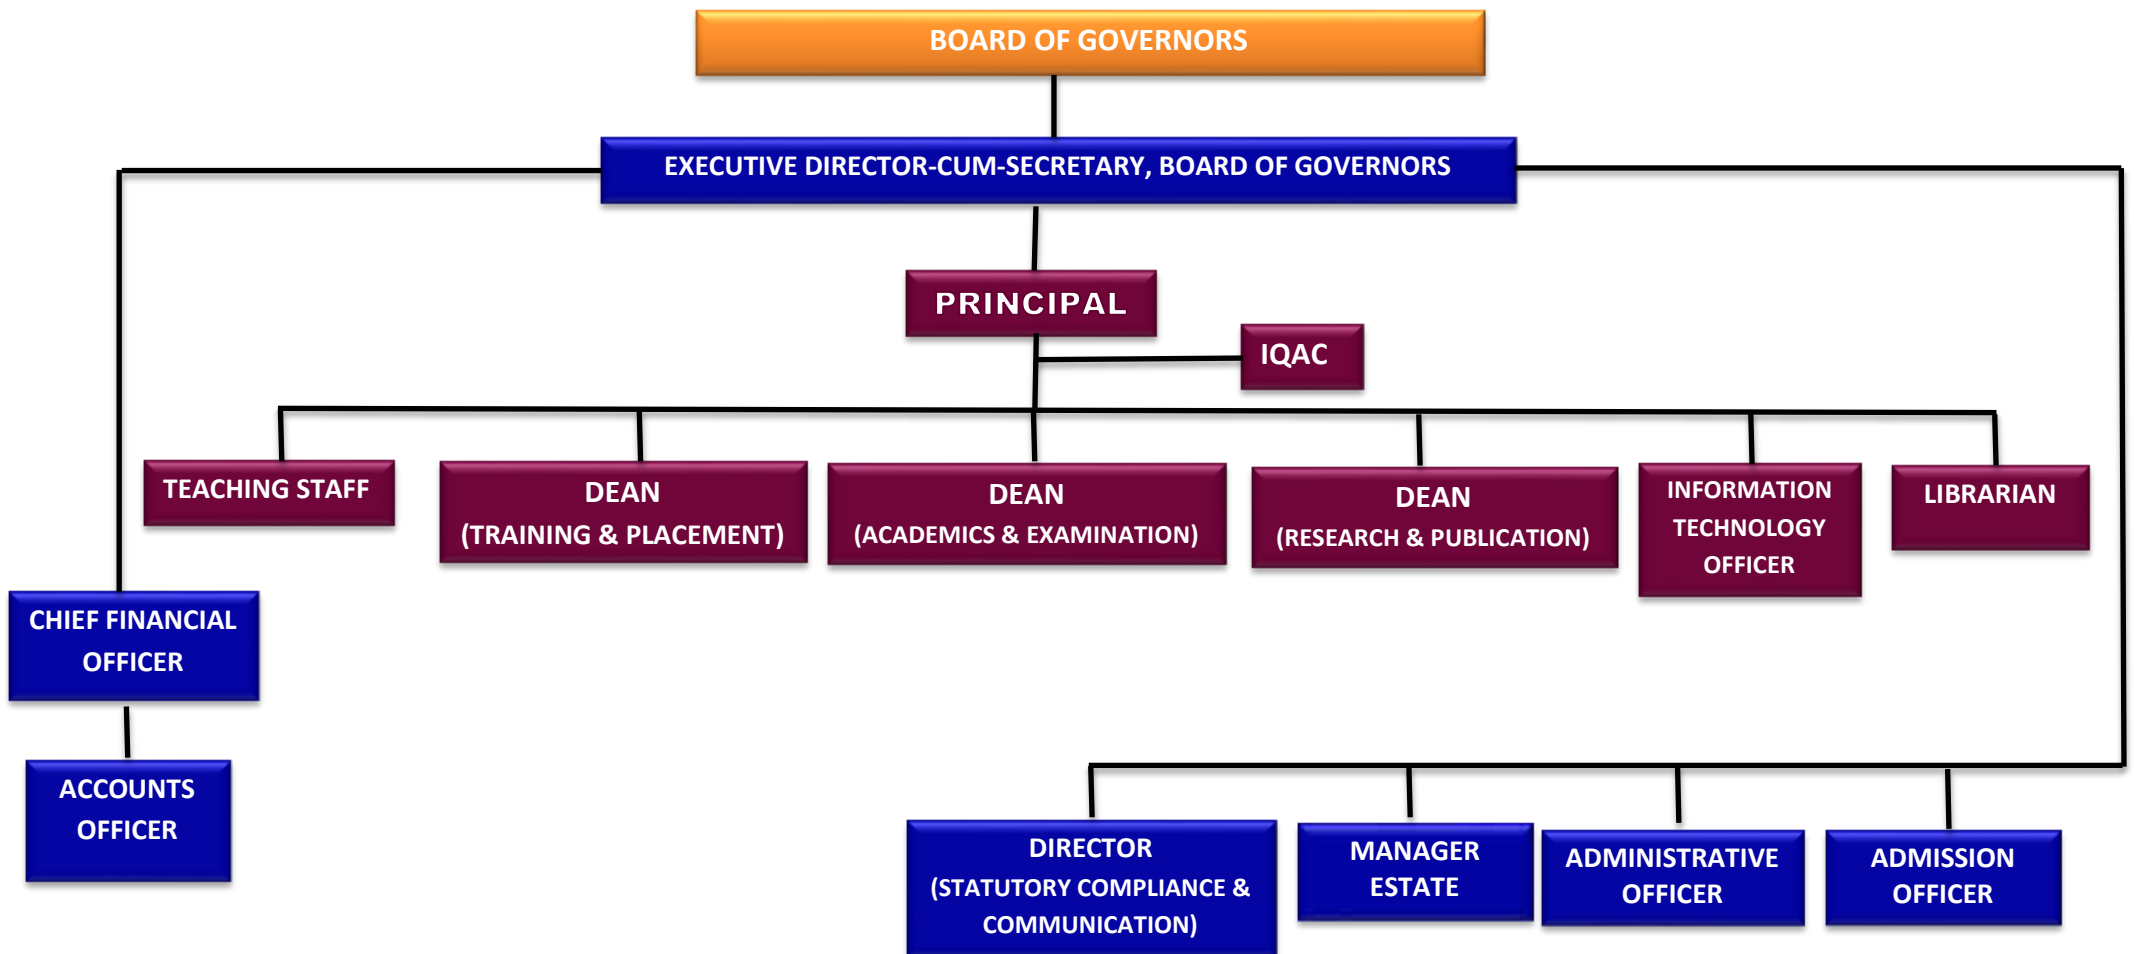 BOARD OF GOVERNORS
EXECUTIVE DIRECTOR-CUM-SECRETARY, BOARD OF GOVERNORS
PRINCIPAL
IQAC
TEACHING STAFF
DEAN
(TRAINING & PLACEMENT)
DEAN
(ACADEMICS & EXAMINATION)
DEAN
(RESEARCH & PUBLICATION)
INFORMATION
TECHNOLOGY
OFFICER
LIBRARIAN
CHIEF FINANCIAL
OFFICER
ACCOUNTS
OFFICER
DIRECTOR
(STATUTORY COMPLIANCE &
COMMUNICATION)
MANAGER
ESTATE
ADMINISTRATIVE
OFFICER
ADMISSION
OFFICER